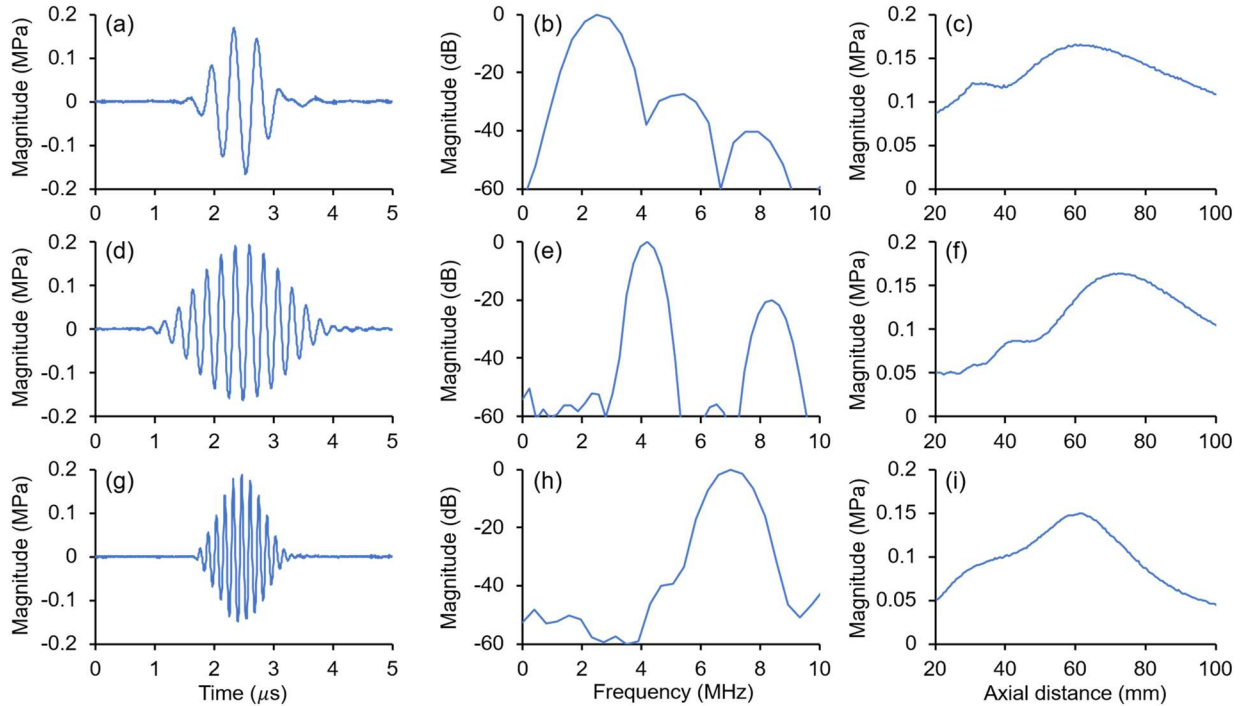 0.2
0.1
0
-0.1
-0.2
Magnitude (MPa)
(a)
0 1 2 3 4 5
0
-20
-40
-60
Magnitude (dB)
(b)
0 2 4 6 8 10
0.2
0.15
0.1
0.05
0
Magnitude (MPa)
(c)
20 40 60 80 100
0.2
0.1
0
-0.1
-0.2
Magnitude (MPa)
(d)
0 1 2 3 4 5
0
-20
-40
-60
Magnitude (dB)
(e)
0 2 4 6 8 10
0.2
0.15
0.1
0.05
0
Magnitude (MPa)
(f)
20 40 60 80 100
0.2
0.1
0
-0.1
-0.2
Magnitude (MPa)
(g)
0 1 2 3 4 5
Time (μs)
0
-20
-40
-60
Magnitude (dB)
(h)
0 2 4 6 8 10
Frequency (MHz)
0.2
0.15
0.1
0.05
0
Magnitude (MPa)
(i)
20 40 60 80 100
Axial distance (mm)